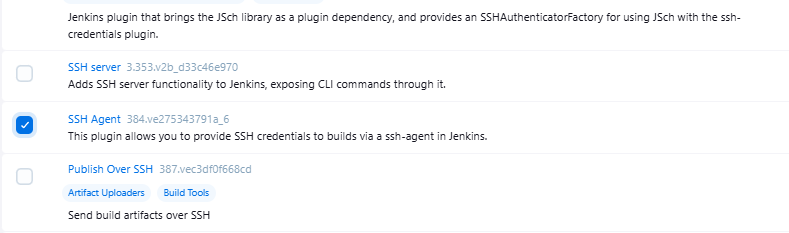 Jenkins plugin that brings the JSch library as a plugin dependency, and provides an SSHAuthenticatorFactory for using JSch with the ssh-
credentials plugin.
SSH server 3.353.v2b_d33c46e970
Adds SSH server functionality to Jenkins, exposing CLI commands through it.
SSH Agent 384.ve275343791a_6
This plugin allows you to provide SSH credentials to builds via a ssh-agent in Jenkins.
Publish Over SSH 387.vec3df0f668cd
Artifact Uploaders Build Tools
Send build artifacts over SSH